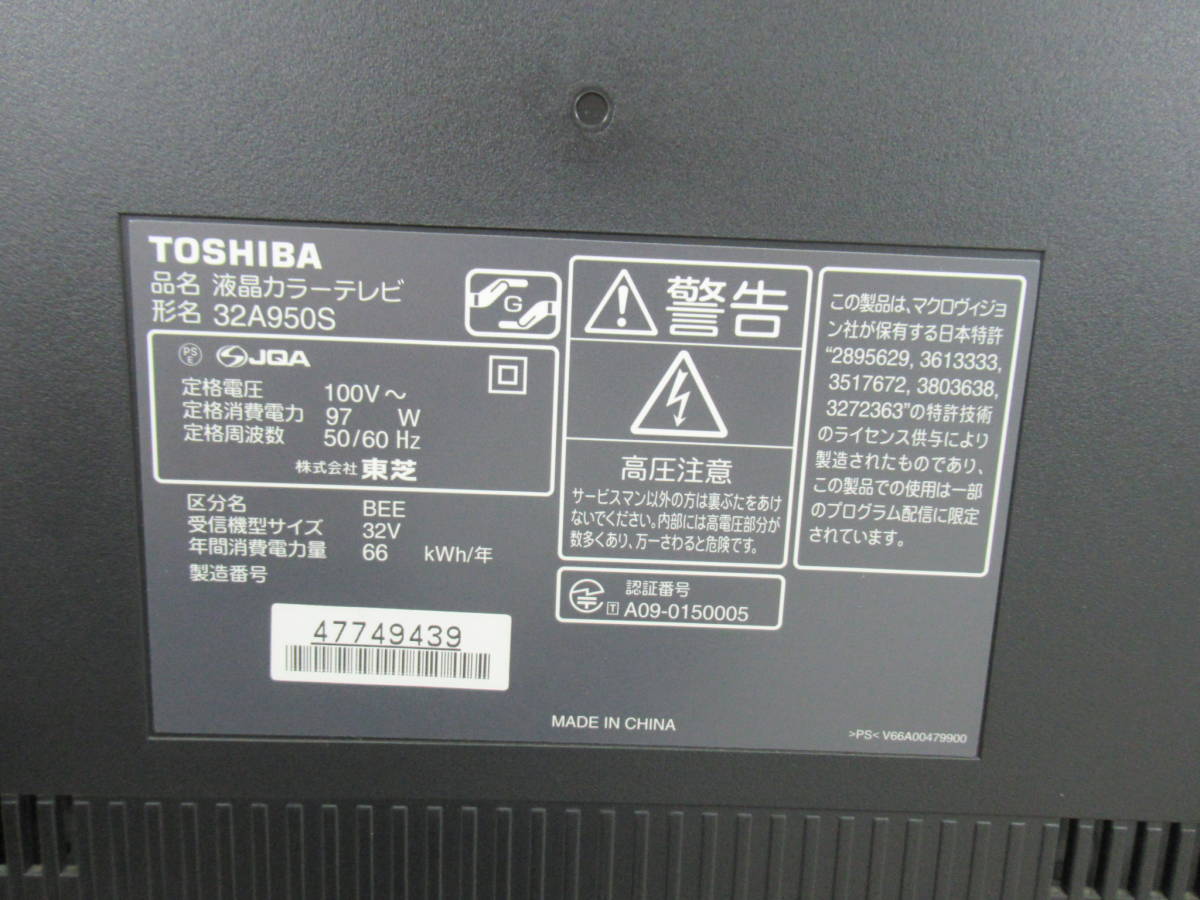 TOSHIBA
品名 液晶カラーテレビ
形名 32A950S
G
PS
E
JQA
定格電圧 100V～
定格消費電力 97 W
定格周波数 50/60 Hz
株式会社 東芝
区分名 BEE
受信機型サイズ 32V
年間消費電力量 66 kWh/年
製造番号
47749439
警告
高圧注意
サービスマン以外の方は裏ぶたをあけ
ないでください。内部には高電圧部分が
数多くあり、万一さわると危険です。
認証番号
T A09-0150005
この製品は、マクロヴィジョ
ン社が保有する日本特許
“2895629, 3613333,
3517672, 3803638,
3272363”の特許技術
のライセンス供与により
製造されたものであり、
この製品での使用は一部
のプログラム配信に限定
されています。
MADE IN CHINA
>PS< V66A00479900